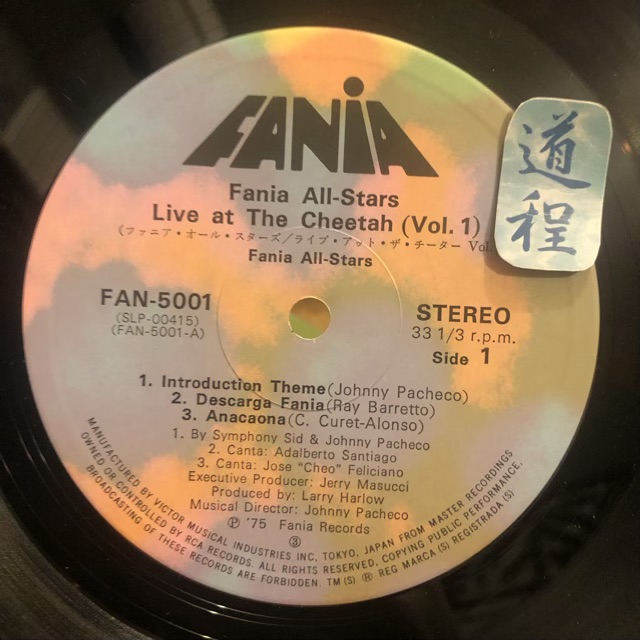 FANIA
Fania All-Stars
Live at The Cheetah (Vol. 1)
(ファニア・オール・スターズ/ライブ・アット・ザ・チーター Vol.
Fania All-Stars
道程
FAN-5001
(SLP-00415)
(FAN-5001-A)
STEREO
33 1/3 r.p.m.
Side 1
1. Introduction Theme (Johnny Pacheco)
2. Descarga Fania (Ray Barretto)
3. Anacaona (C. Curet-Alonso)
1. By Symphony Sid & Johnny Pacheco
2. Canta: Adalberto Santiago
3. Canta: Jose "Cheo" Feliciano
Executive Producer: Jerry Masucci
Produced by: Larry Harlow
Musical Director: Johnny Pacheco
Ⓟ '75 Fania Records
③
MANUFACTURED BY VICTOR MUSICAL INDUSTRIES INC, TOKYO, JAPAN FROM MASTER RECORDINGS
OWNED OR CONTROLLED BY RCA RECORDS. ALL RIGHTS RESERVED. COPYING PUBLIC PERFORMANCE.
BROADCASTING OF THESE RECORDS ARE FORBIDDEN. TM(S) ® REG MARCA(S) REGISTRADA(S)